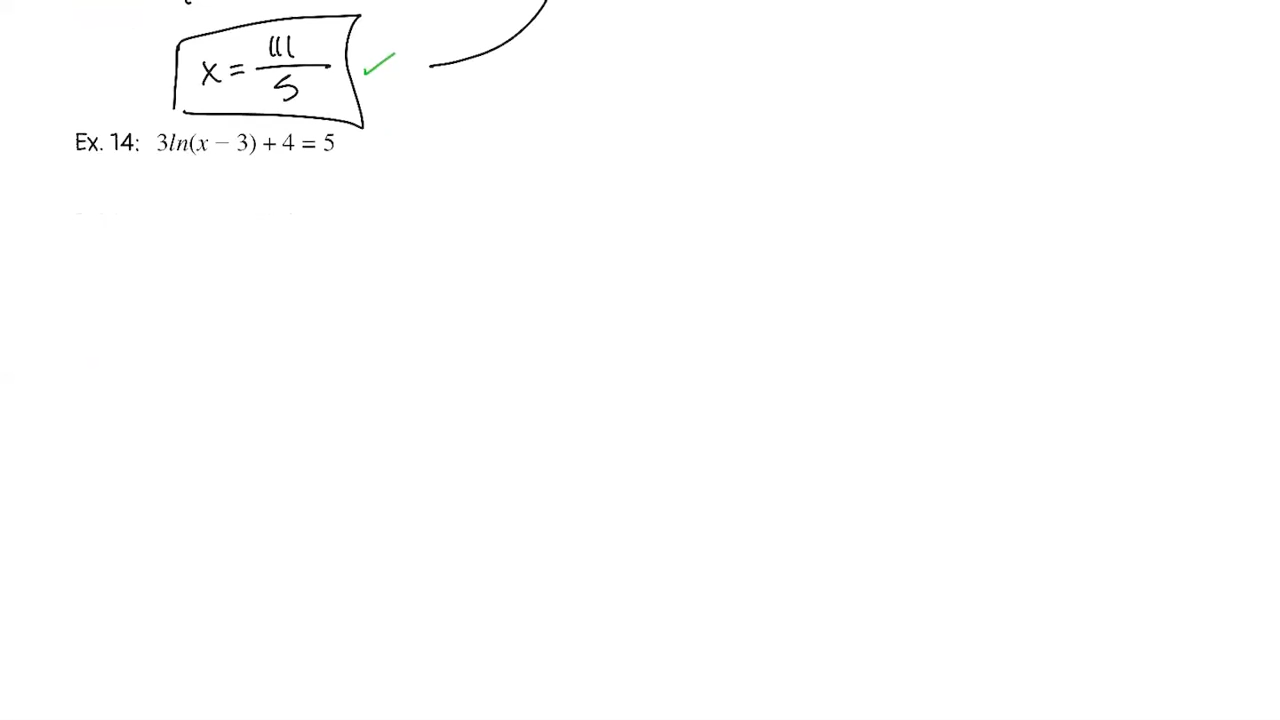 x = 111/5 ✓
Ex. 14: 3ln(x − 3) + 4 = 5